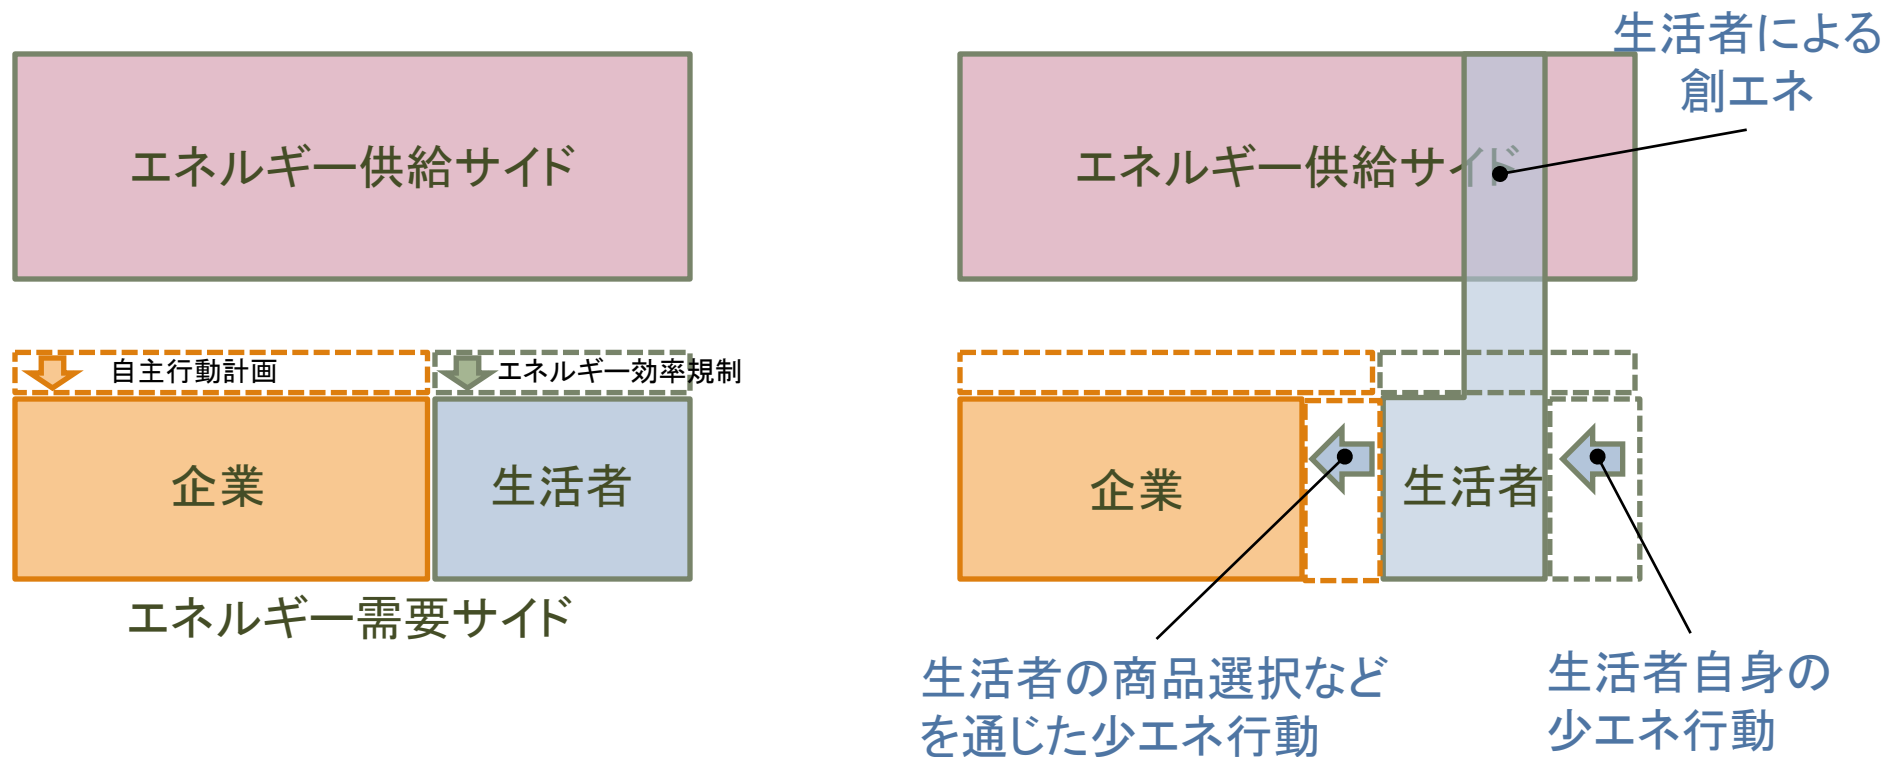 エネルギー供給サイド
自主行動計画
エネルギー効率規制
企業
生活者
エネルギー需要サイド
生活者による
創エネ
エネルギー供給サイド
企業
生活者
生活者の商品選択など
を通じた少エネ行動
生活者自身の
少エネ行動